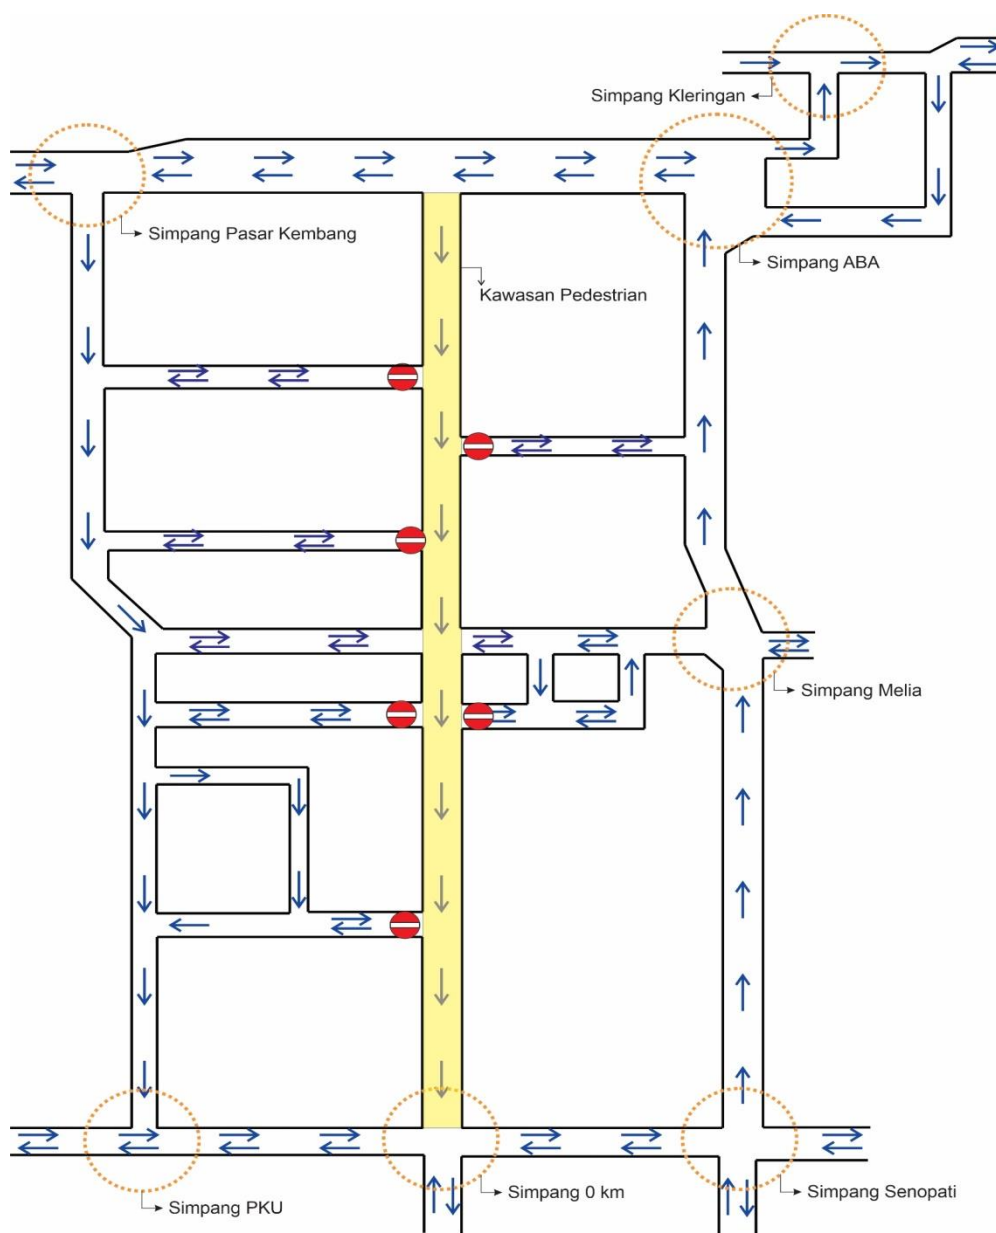 Simpang Kleringan
Simpang Pasar Kembang
Simpang ABA
Kawasan Pedestrian
Simpang Melia
Simpang PKU
Simpang 0 km
Simpang Senopati